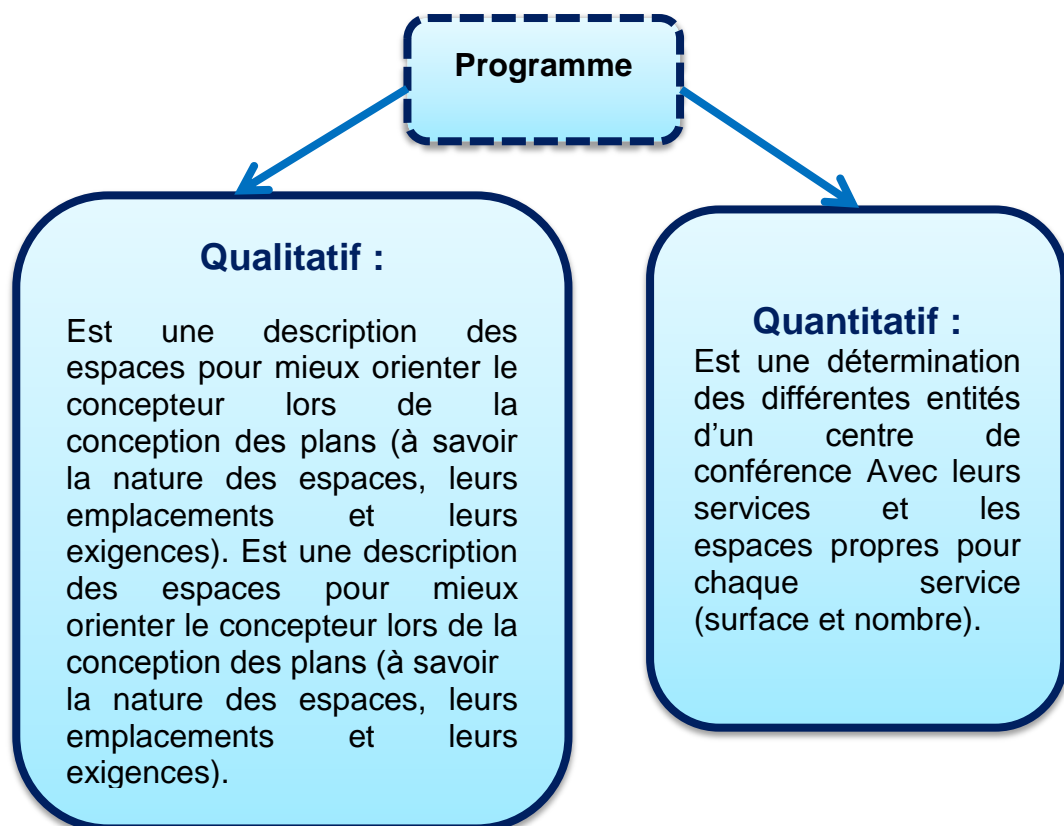 Programme
Qualitatif :
Est une description des
espaces pour mieux orienter le
concepteur lors de la
conception des plans (à savoir
la nature des espaces, leurs
emplacements et leurs
exigences). Est une description
des espaces pour mieux
orienter le concepteur lors de la
conception des plans (à savoir
la nature des espaces, leurs
emplacements et leurs
exigences).
Quantitatif :
Est une détermination
des différentes entités
d’un centre de
conférence Avec leurs
services et les
espaces propres pour
chaque service
(surface et nombre).